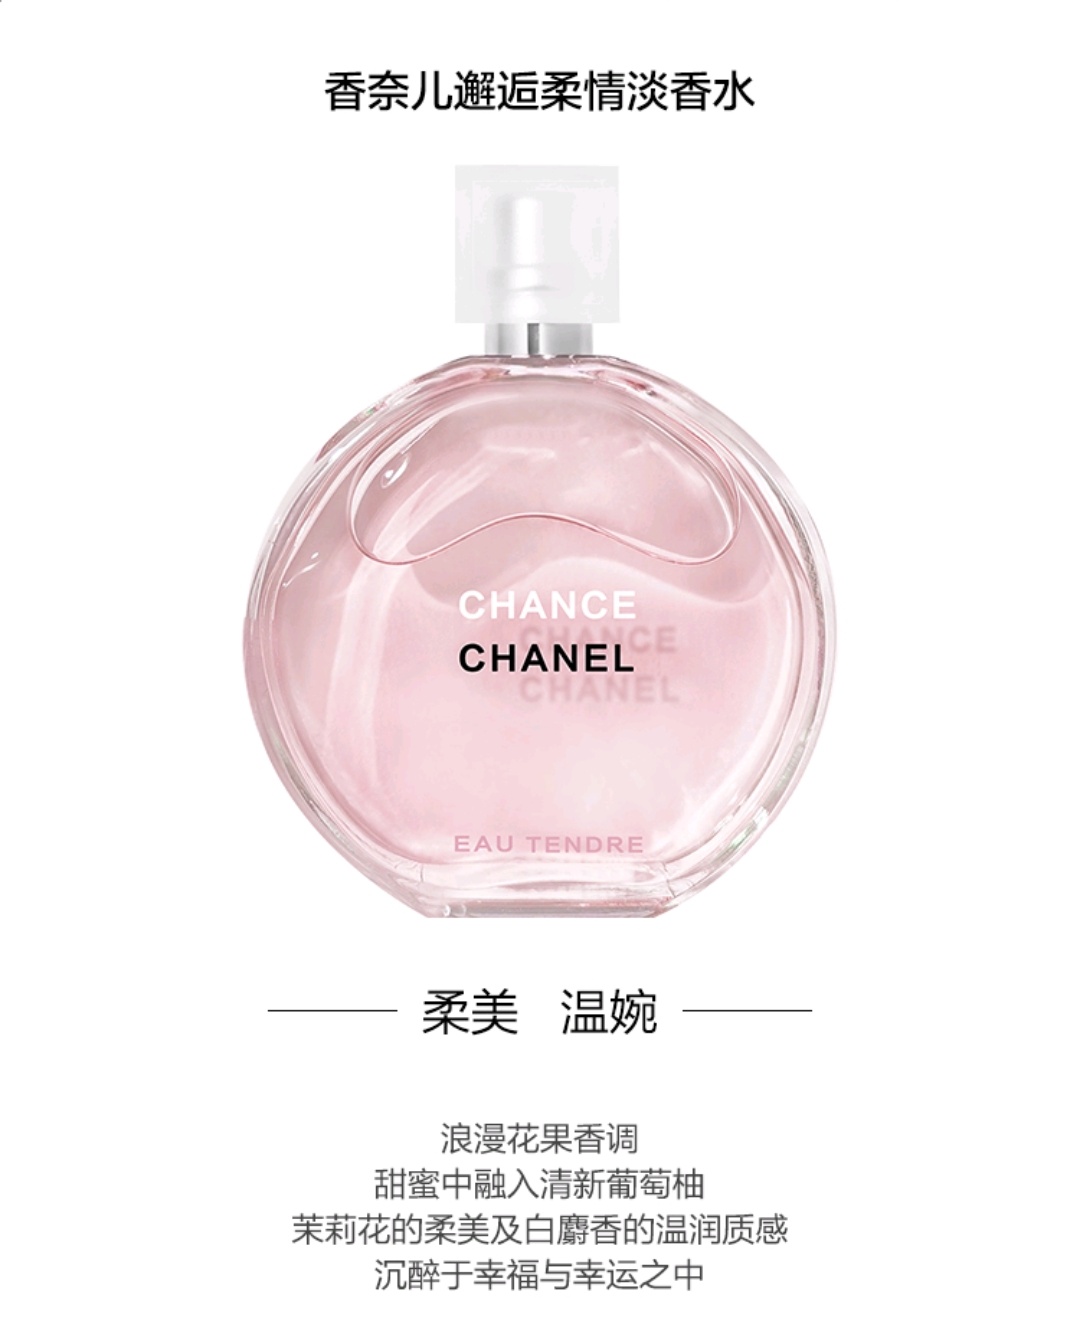 香奈儿邂逅柔情淡香水
CHANCE
CHANEL
CHANCE
CHANEL
EAU TENDRE
柔美 温婉
浪漫花果香调
甜蜜中融入清新葡萄柚
茉莉花的柔美及白麝香的温润质感
沉醉于幸福与幸运之中